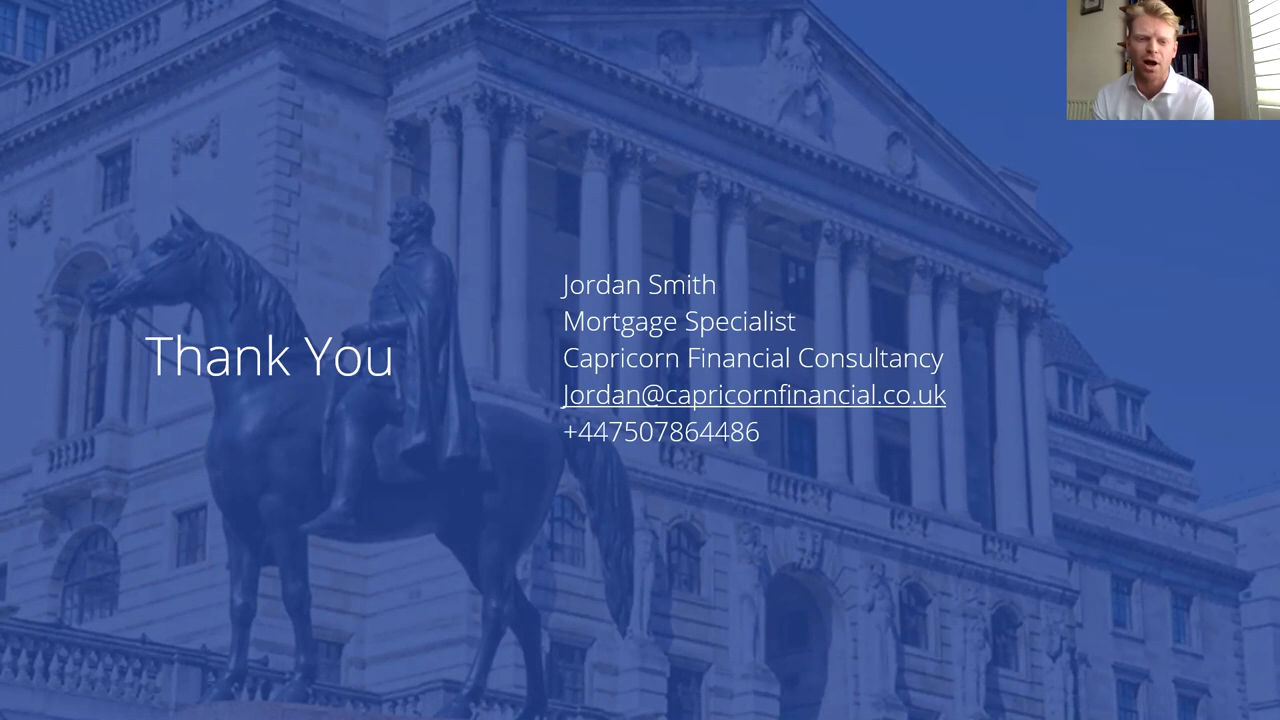 Thank You
Jordan Smith
Mortgage Specialist
Capricorn Financial Consultancy
Jordan@capricornfinancial.co.uk
+447507864486